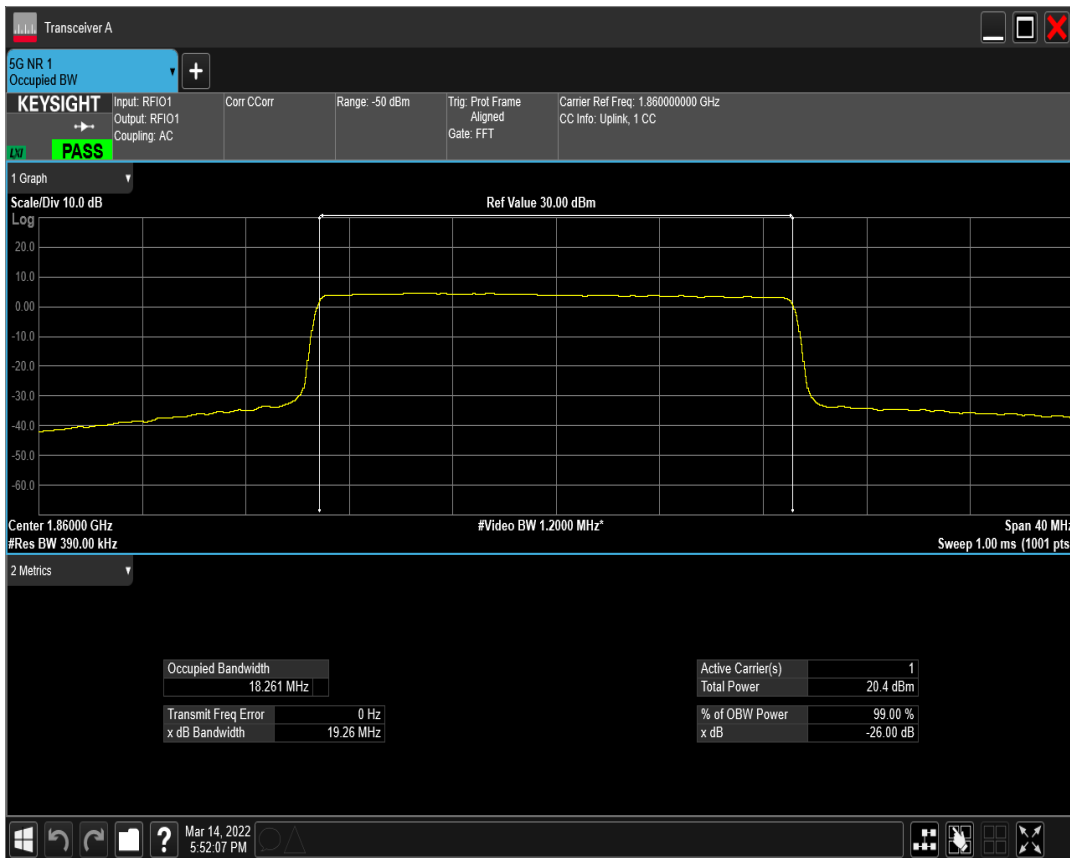 Transceiver A
5G NR 1
Occupied BW
KEYSIGHT
LXI
PASS
Input: RFIO1
Output: RFIO1
Coupling: AC
Corr CCorr
Range: -50 dBm
Trig: Prot Frame
Aligned
Gate: FFT
Carrier Ref Freq: 1.860000000 GHz
CC Info: Uplink, 1 CC
1 Graph
Scale/Div 10.0 dB
Ref Value 30.00 dBm
Log
20.0
10.0
0.00
-10.0
-20.0
-30.0
-40.0
-50.0
-60.0
Center 1.86000 GHz
#Video BW 1.2000 MHz*
Span 40 MHz
#Res BW 390.00 kHz
Sweep 1.00 ms (1001 pts
2 Metrics
Occupied Bandwidth
18.261 MHz
Transmit Freq Error 0 Hz
x dB Bandwidth 19.26 MHz
Active Carrier(s) 1
Total Power 20.4 dBm
% of OBW Power 99.00 %
x dB -26.00 dB
?
Mar 14, 2022
5:52:07 PM